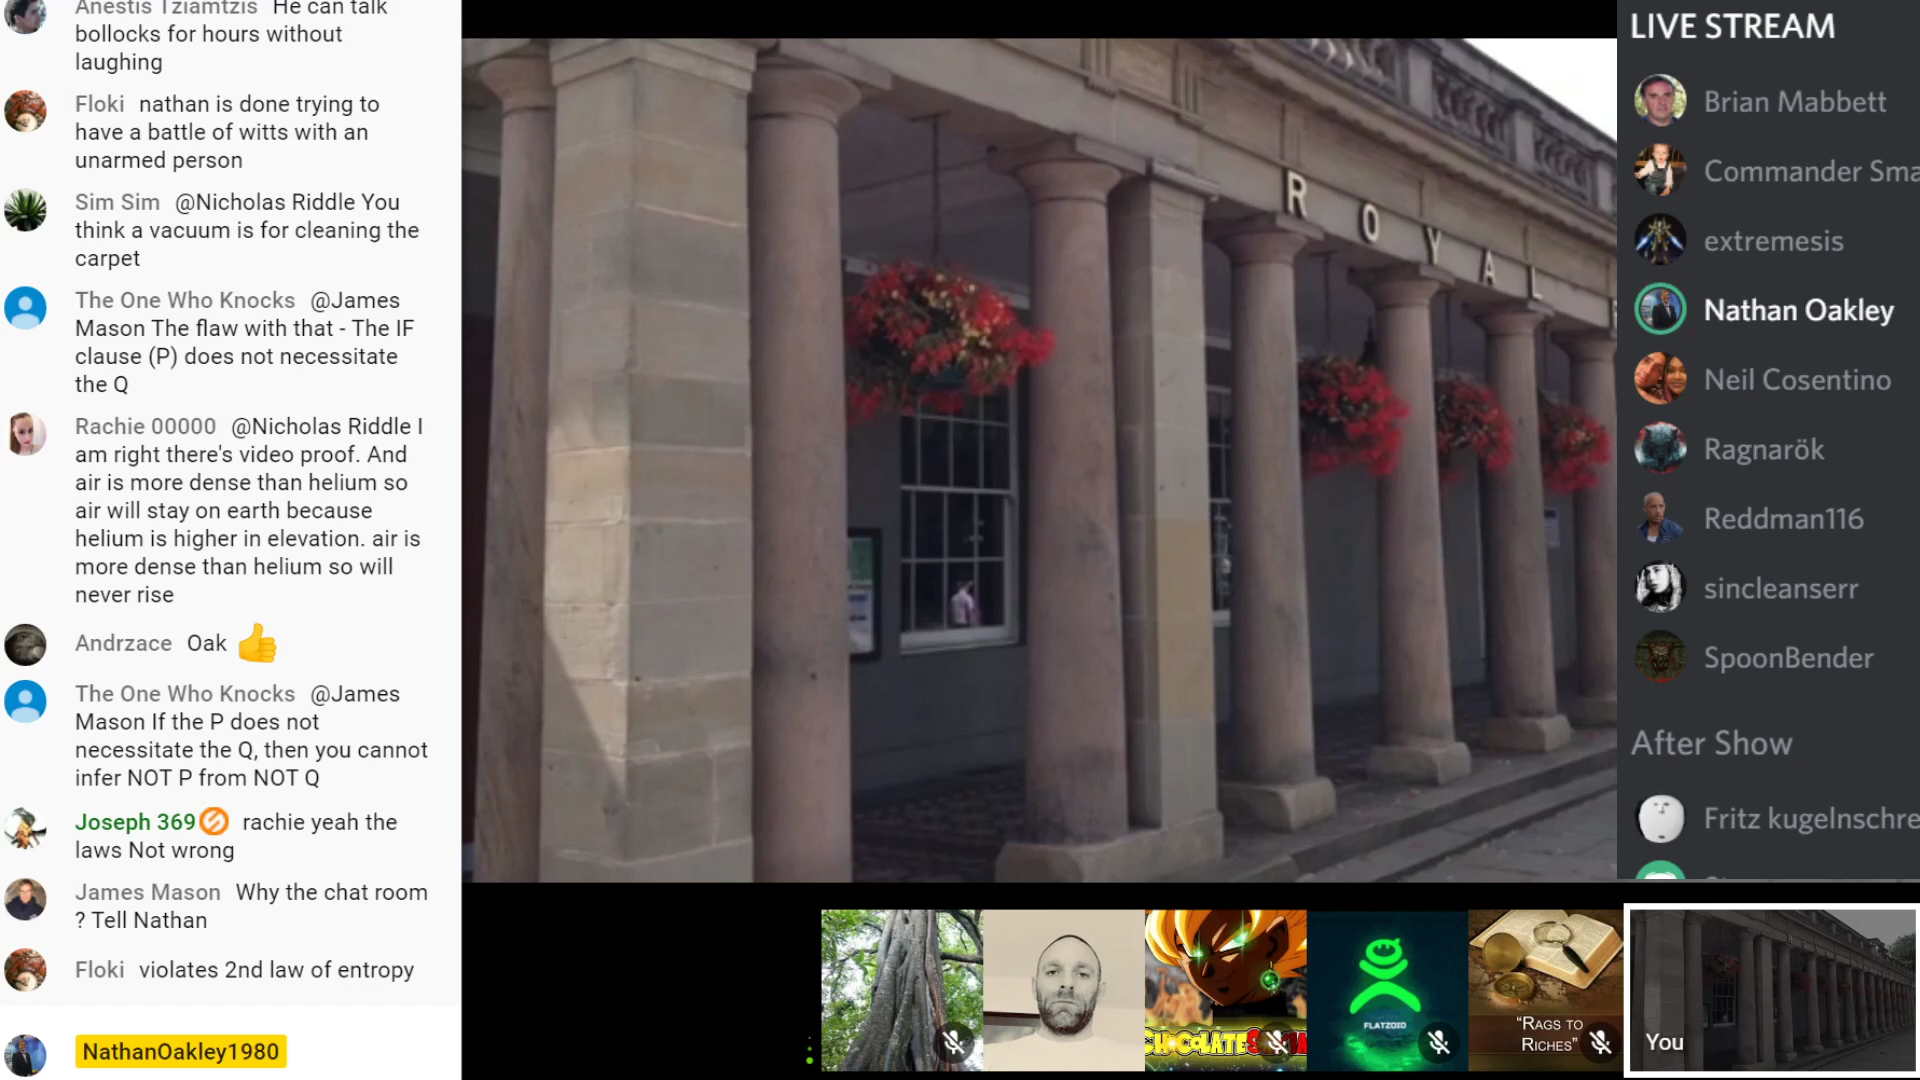 Anestis Tziamtzis He can talk
bollocks for hours without
laughing
Floki nathan is done trying to
have a battle of witts with an
unarmed person
Sim Sim @Nicholas Riddle You
think a vacuum is for cleaning the
carpet
The One Who Knocks @James
Mason The flaw with that - The IF
clause (P) does not necessitate
the Q
Rachie 00000 @Nicholas Riddle I
am right there's video proof. And
air is more dense than helium so
air will stay on earth because
helium is higher in elevation. air is
more dense than helium so will
never rise
Andrzace Oak
The One Who Knocks @James
Mason If the P does not
necessitate the Q, then you cannot
infer NOT P from NOT Q
Joseph 369 rachie yeah the
laws Not wrong
James Mason Why the chat room
? Tell Nathan
Floki violates 2nd law of entropy
NathanOakley1980
ROYAL
FLATZOID
"RAGS TO
RICHES"
You
LIVE STREAM
Brian Mabbett
Commander Sma
extremesis
Nathan Oakley
Neil Cosentino
Ragnarök
Reddman116
sincleanserr
SpoonBender
After Show
Fritz kugelnschre